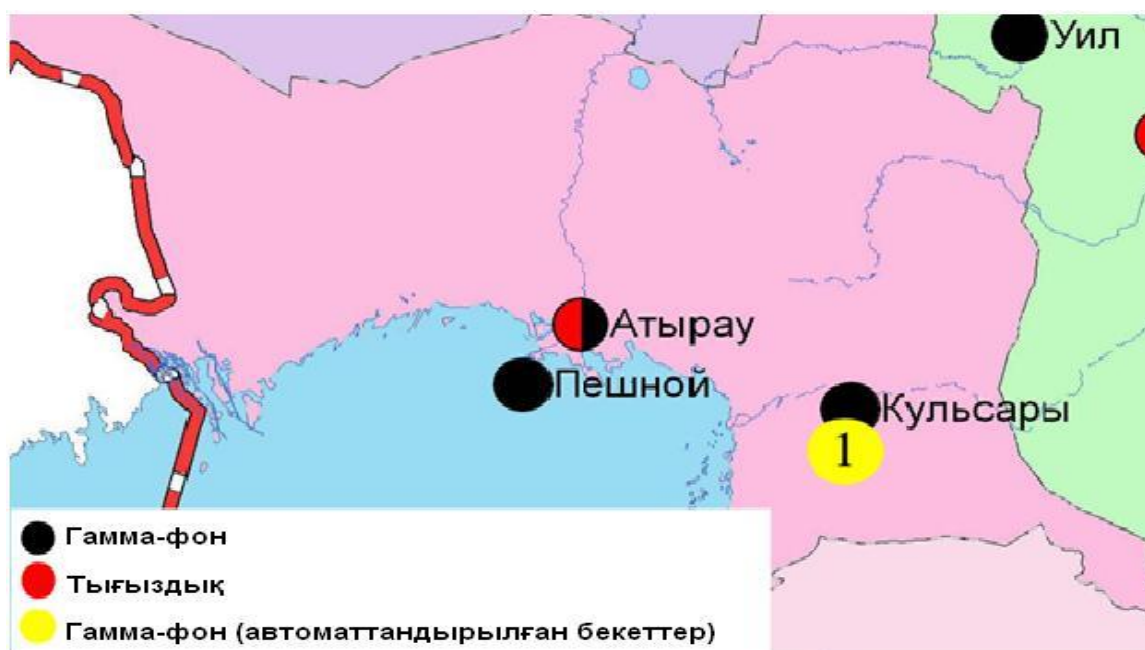 Уил
Атырау
Пешной
Кульсары
1
Гамма-фон
Тығыздық
Гамма-фон (автоматтандырылған бекеттер)